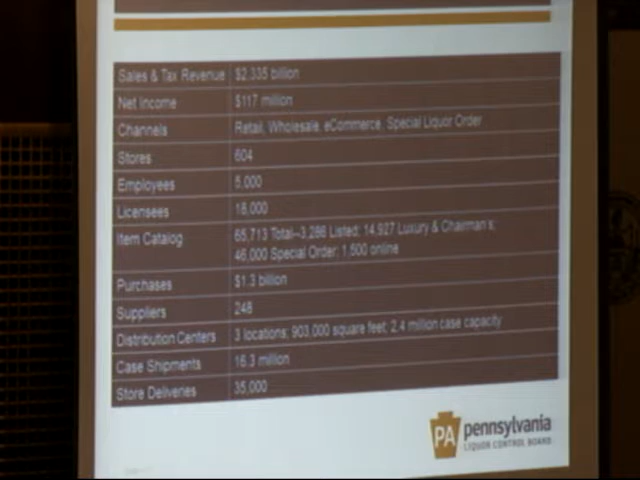 Sales & Tax Revenue $2.335 billion
Net Income $117 million
Channels Retail, Wholesale, eCommerce, Special Liquor Order
Stores 604
Employees 5,000
Licensees 18,000
Item Catalog 65,713 Total--3,286 Listed; 14,927 Luxury & Chairman's;
46,000 Special Order; 1,500 online
Purchases $1.3 billion
Suppliers 248
Distribution Centers 3 locations; 903,000 square feet; 2.4 million case capacity
Case Shipments 16.3 million
Store Deliveries 35,000
PA pennsylvania
LIQUOR CONTROL BOARD